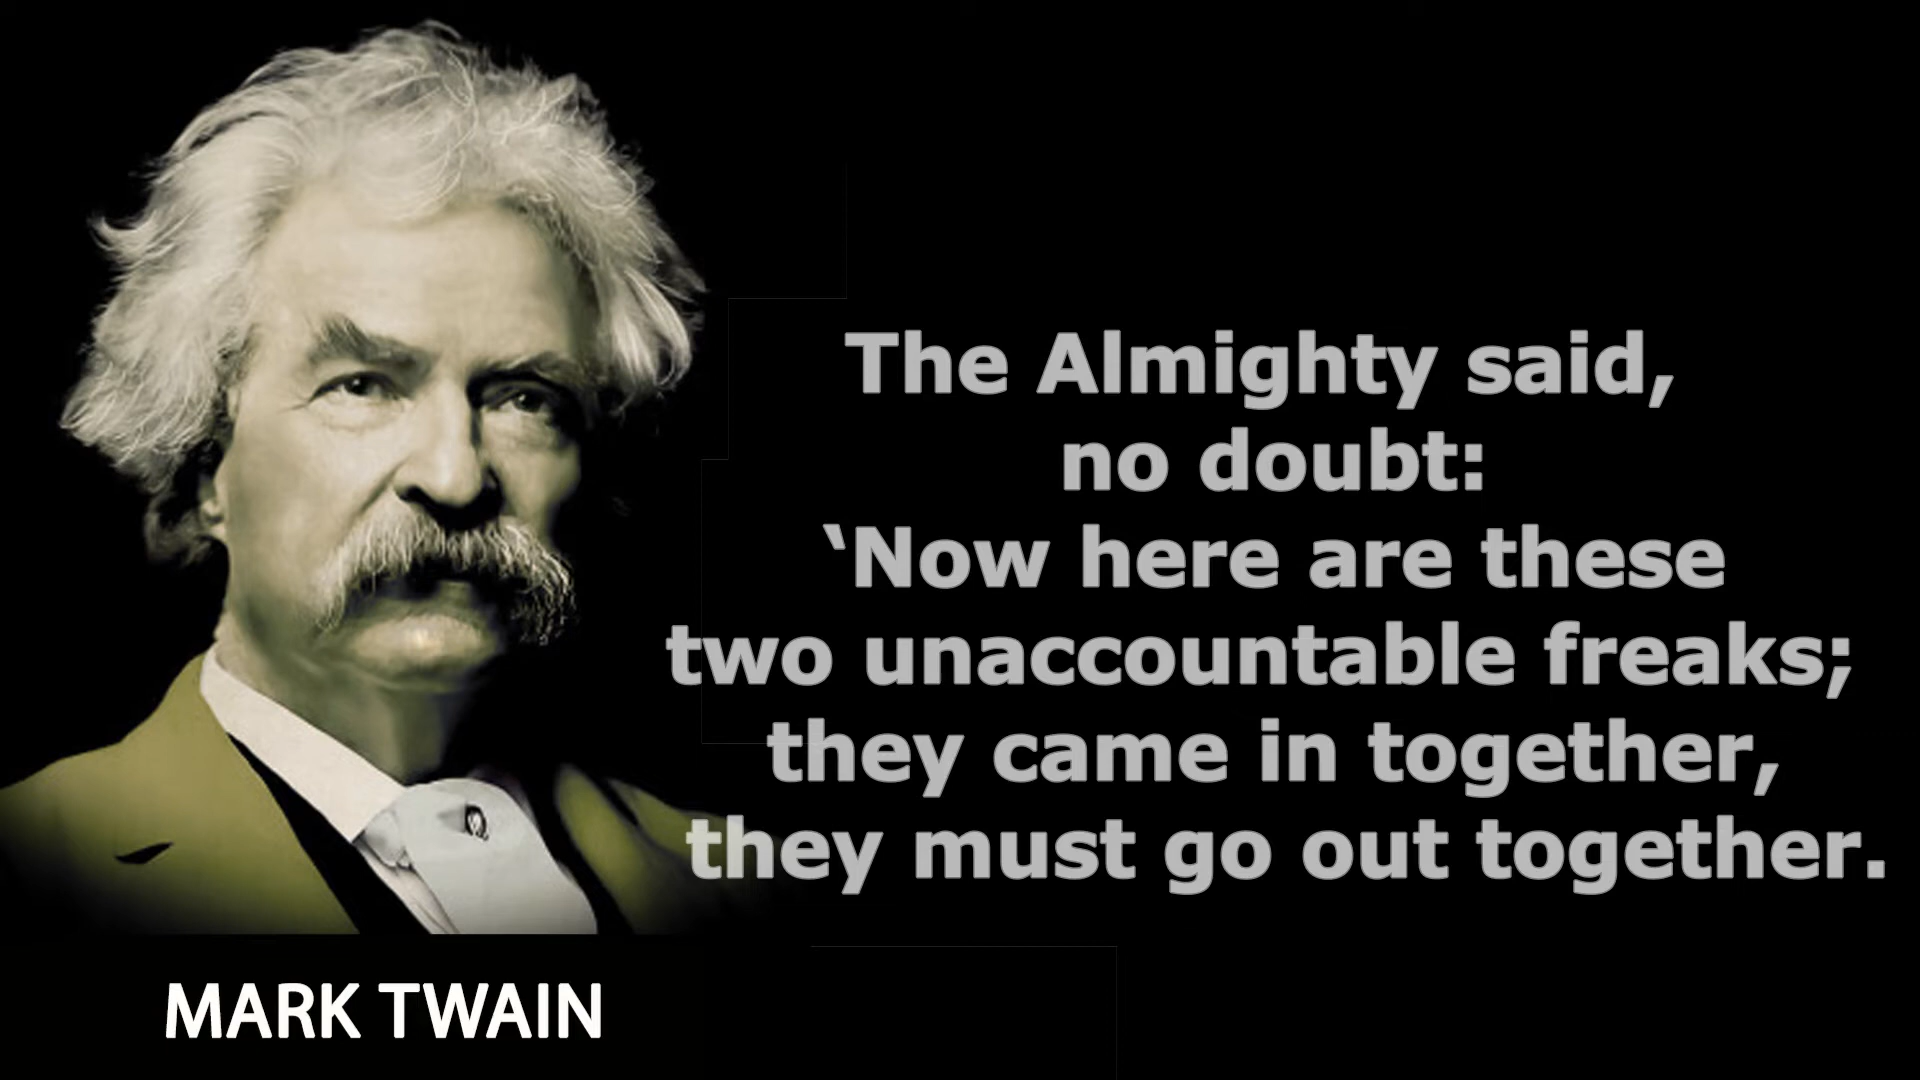 The Almighty said,
no doubt:
‘Now here are these
two unaccountable freaks;
they came in together,
they must go out together.
MARK TWAIN